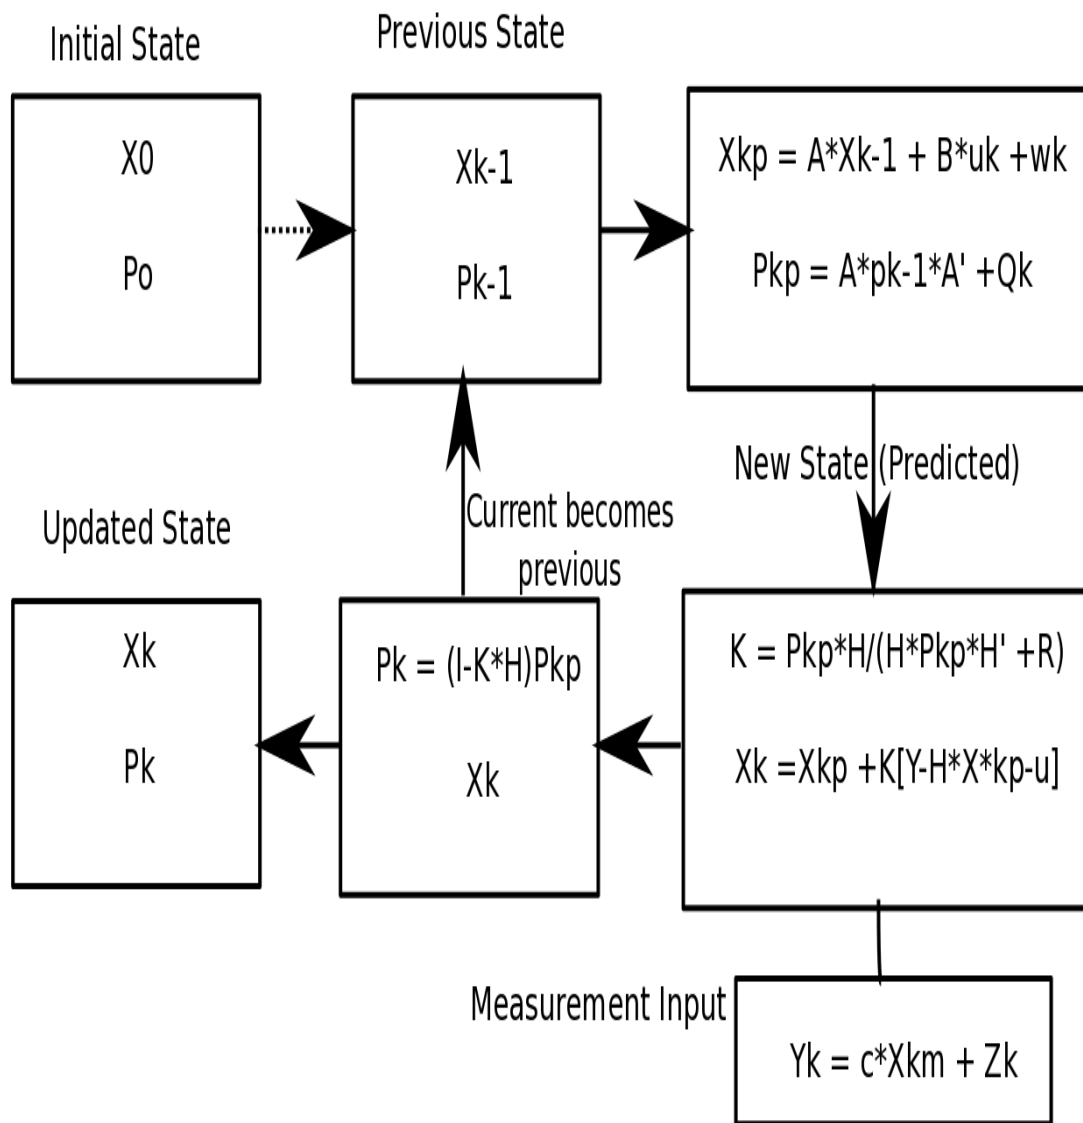 Initial State
X0
Po
Previous State
Xk-1
Pk-1
Xkp = A*Xk-1 + B*uk +wk
Pkp = A*pk-1*A' +Qk
New State (Predicted)
K = Pkp*H/(H*Pkp*H' +R)
Xk =Xkp +K[Y-H*X*kp-u]
Measurement Input
Yk = c*Xkm + Zk
Pk = (I-K*H)Pkp
Xk
Current becomes
previous
Updated State
Xk
Pk